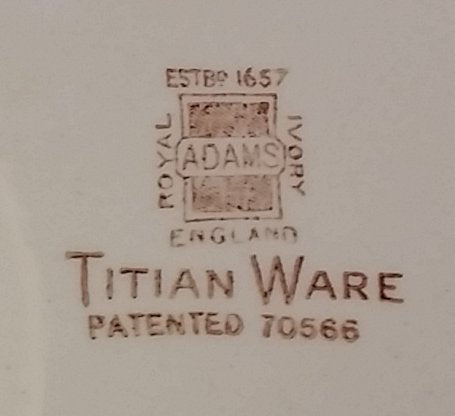 ESTBD 1657
ROYAL
ADAMS
IVORY
ENGLAND
TITIAN WARE
PATENTED 70566